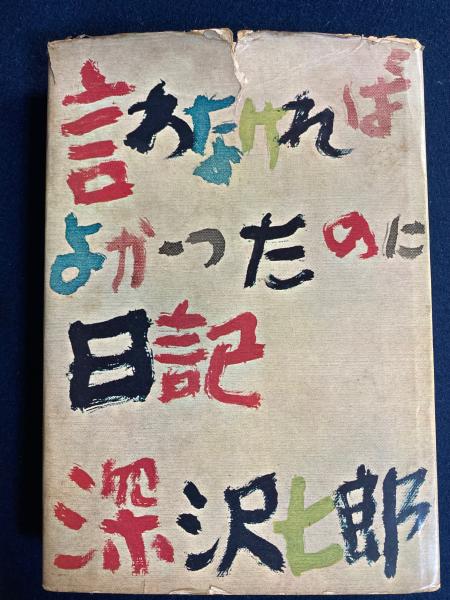 言わなければ
よかったのに
日記
深沢七郎